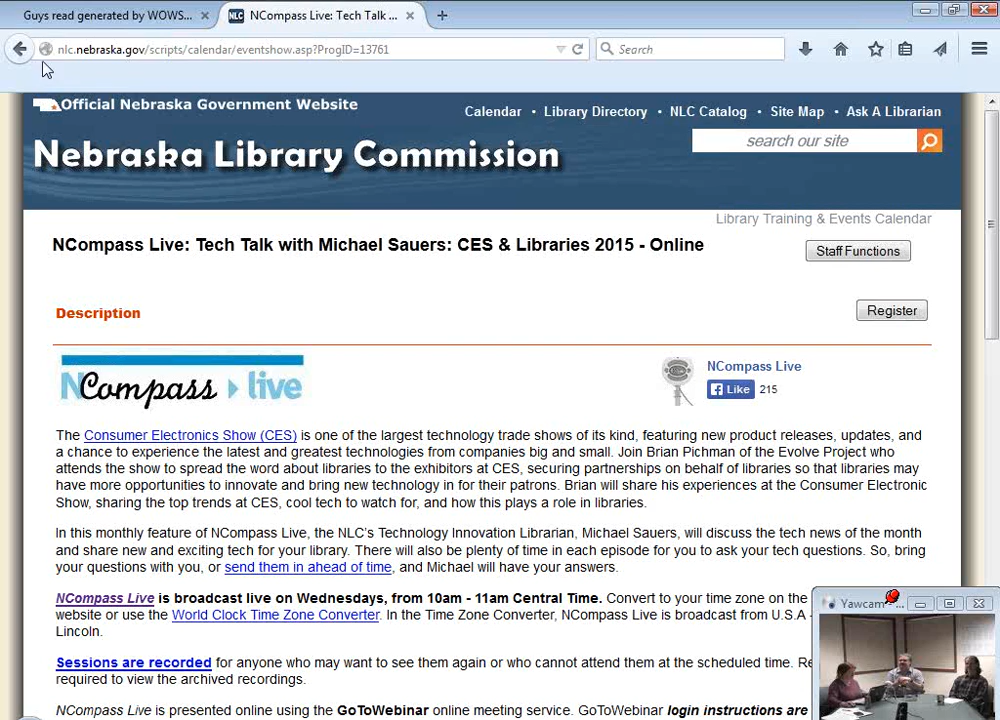 Guys read generated by WOWS...
NLC NCompass Live: Tech Talk ...
nlc.nebraska.gov/scripts/calendar/eventshow.asp?ProgID=13761
Search
Official Nebraska Government Website
Calendar • Library Directory • NLC Catalog • Site Map • Ask A Librarian
Nebraska Library Commission
search our site
Library Training & Events Calendar
NCompass Live: Tech Talk with Michael Sauers: CES & Libraries 2015 - Online
Staff Functions
Description
Register
NCompass live
NCompass Live
Like 215
The Consumer Electronics Show (CES) is one of the largest technology trade shows of its kind, featuring new product releases, updates, and
a chance to experience the latest and greatest technologies from companies big and small. Join Brian Pichman of the Evolve Project who
attends the show to spread the word about libraries to the exhibitors at CES, securing partnerships on behalf of libraries so that libraries may
have more opportunities to innovate and bring new technology in for their patrons. Brian will share his experiences at the Consumer Electronic
Show, sharing the top trends at CES, cool tech to watch for, and how this plays a role in libraries.
In this monthly feature of NCompass Live, the NLC's Technology Innovation Librarian, Michael Sauers, will discuss the tech news of the month
and share new and exciting tech for your library. There will also be plenty of time in each episode for you to ask your tech questions. So, bring
your questions with you, or send them in ahead of time, and Michael will have your answers.
NCompass Live is broadcast live on Wednesdays, from 10am - 11am Central Time. Convert to your time zone on the
website or use the World Clock Time Zone Converter. In the Time Zone Converter, NCompass Live is broadcast from U.S.A -
Lincoln.
Yawcam - ...
Sessions are recorded for anyone who may want to see them again or who cannot attend them at the scheduled time. Re
required to view the archived recordings.
NCompass Live is presented online using the GoToWebinar online meeting service. GoToWebinar login instructions are